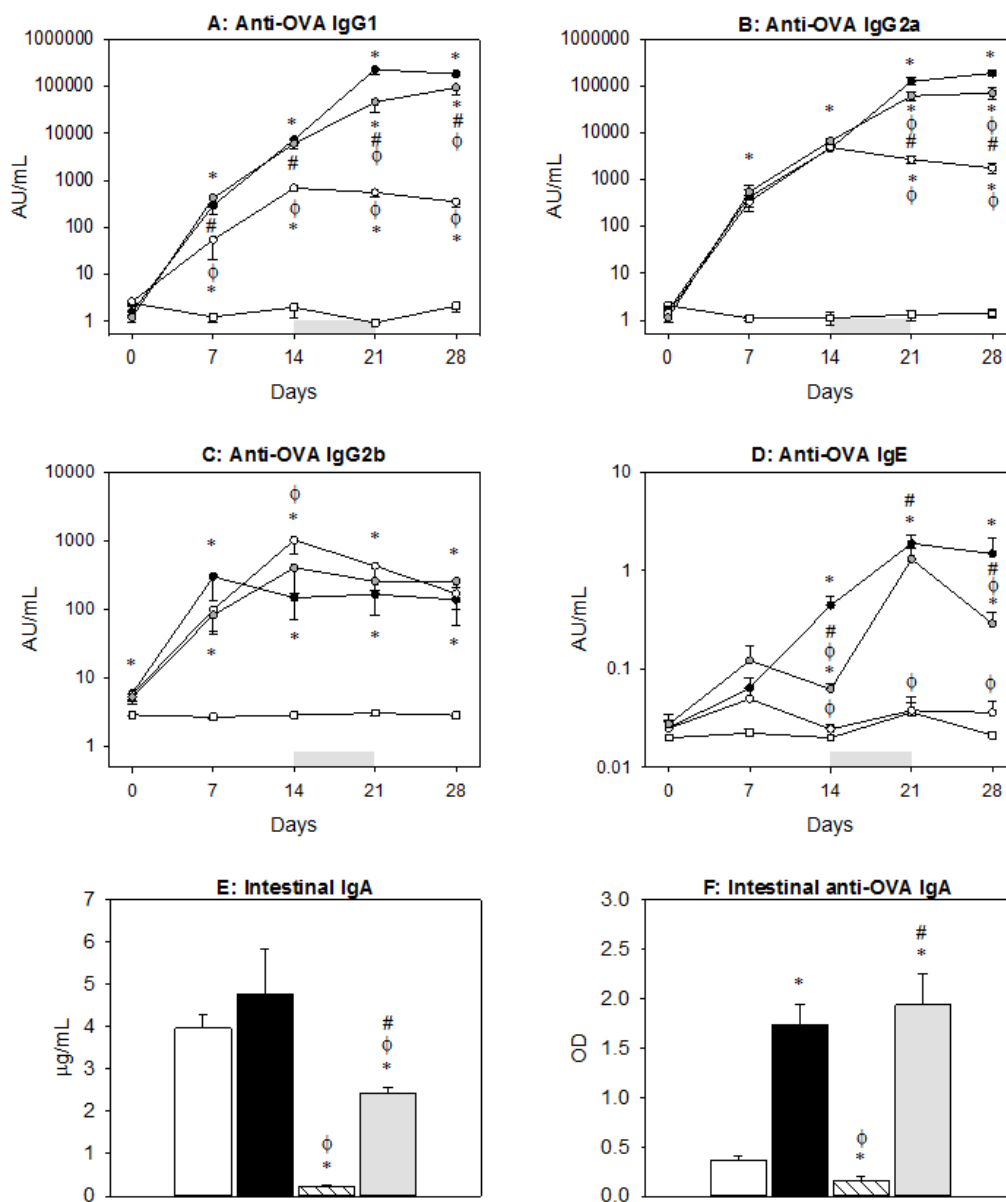 A: Anti-OVA IgG1
1000000
100000
10000
1000
100
10
1
AU/mL
* * * * * * # ϕ * # ϕ # # ϕ * ϕ * ϕ * ϕ *
0 7 14 21 28
Days
B: Anti-OVA IgG2a
1000000
100000
10000
1000
100
10
1
AU/mL
* * * * * ϕ # * ϕ # * ϕ * ϕ
0 7 14 21 28
Days
C: Anti-OVA IgG2b
10000
1000
100
10
1
AU/mL
* * ϕ * * * * * * *
0 7 14 21 28
Days
D: Anti-OVA IgE
10
1
0.1
0.01
AU/mL
* # ϕ * ϕ # * ϕ * # ϕ * ϕ
0 7 14 21 28
Days
E: Intestinal IgA
7
6
5
4
3
2
1
0
µg/mL
ϕ * # ϕ *
F: Intestinal anti-OVA IgA
3.0
2.5
2.0
1.5
1.0
0.5
0.0
OD
* ϕ * # *